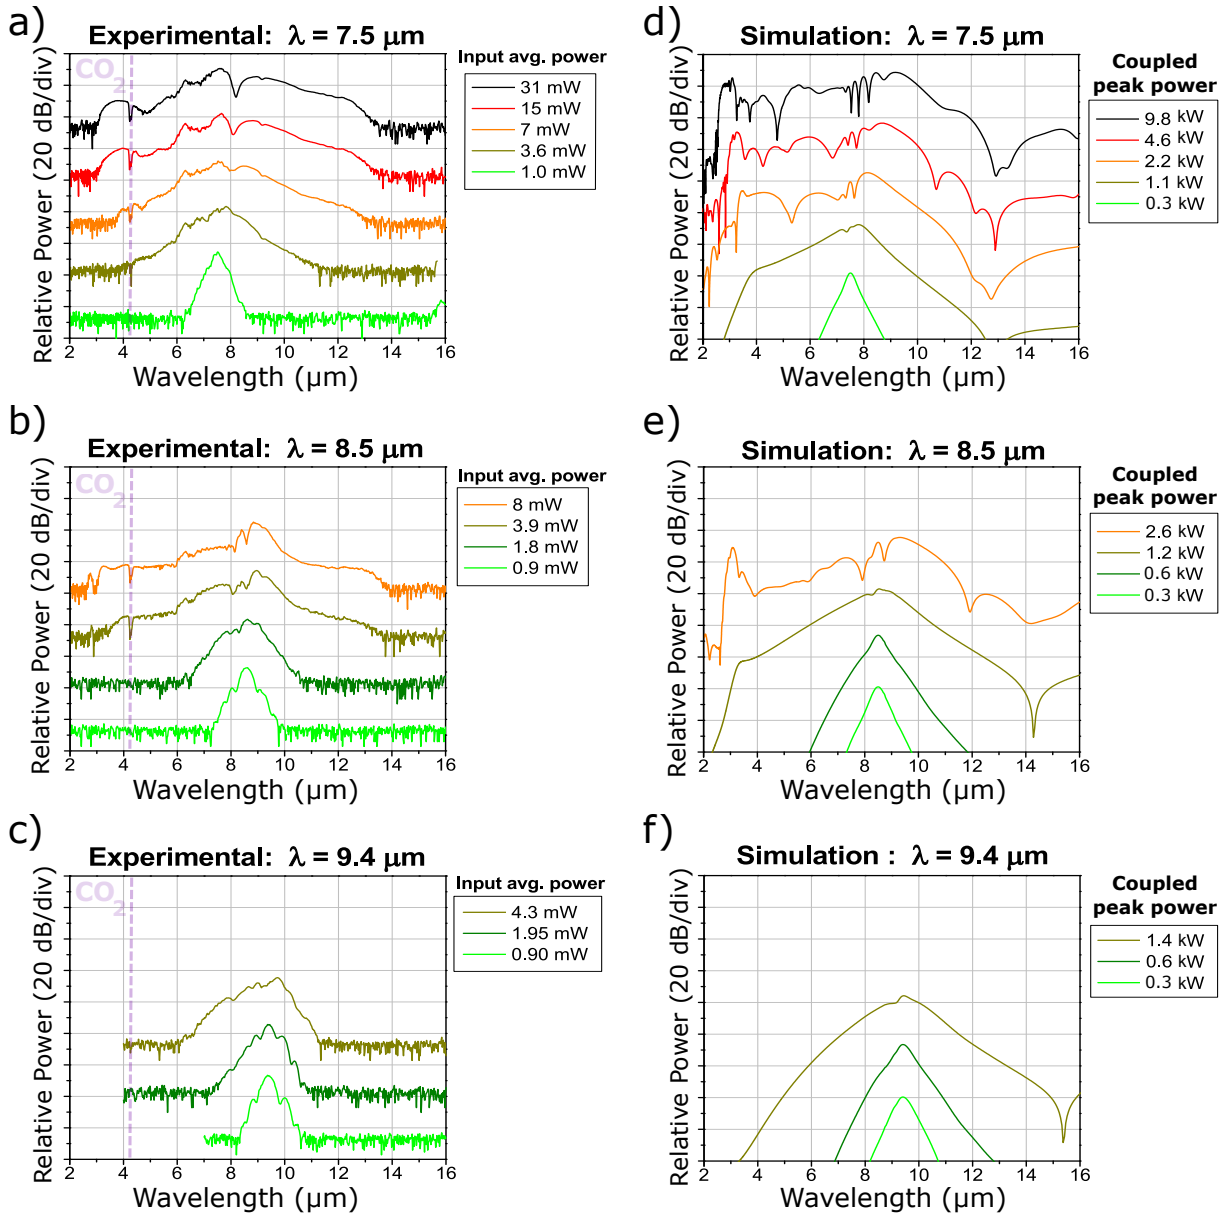 a)
Experimental: λ = 7.5 µm
CO2
Relative Power (20 dB/div)
2 4 6 8 10 12 14 16
Wavelength (µm)
Input avg. power
31 mW
15 mW
7 mW
3.6 mW
1.0 mW
d)
Simulation: λ = 7.5 µm
Relative Power (20 dB/div)
2 4 6 8 10 12 14 16
Wavelength (µm)
Coupled
peak power
9.8 kW
4.6 kW
2.2 kW
1.1 kW
0.3 kW
b)
Experimental: λ = 8.5 µm
CO2
Relative Power (20 dB/div)
2 4 6 8 10 12 14 16
Wavelength (µm)
Input avg. power
8 mW
3.9 mW
1.8 mW
0.9 mW
e)
Simulation: λ = 8.5 µm
Relative Power (20 dB/div)
2 4 6 8 10 12 14 16
Wavelength (µm)
Coupled
peak power
2.6 kW
1.2 kW
0.6 kW
0.3 kW
c)
Experimental: λ = 9.4 µm
CO2
Relative Power (20 dB/div)
2 4 6 8 10 12 14 16
Wavelength (µm)
Input avg. power
4.3 mW
1.95 mW
0.90 mW
f)
Simulation : λ = 9.4 µm
Relative Power (20 dB/div)
2 4 6 8 10 12 14 16
Wavelength (µm)
Coupled
peak power
1.4 kW
0.6 kW
0.3 kW